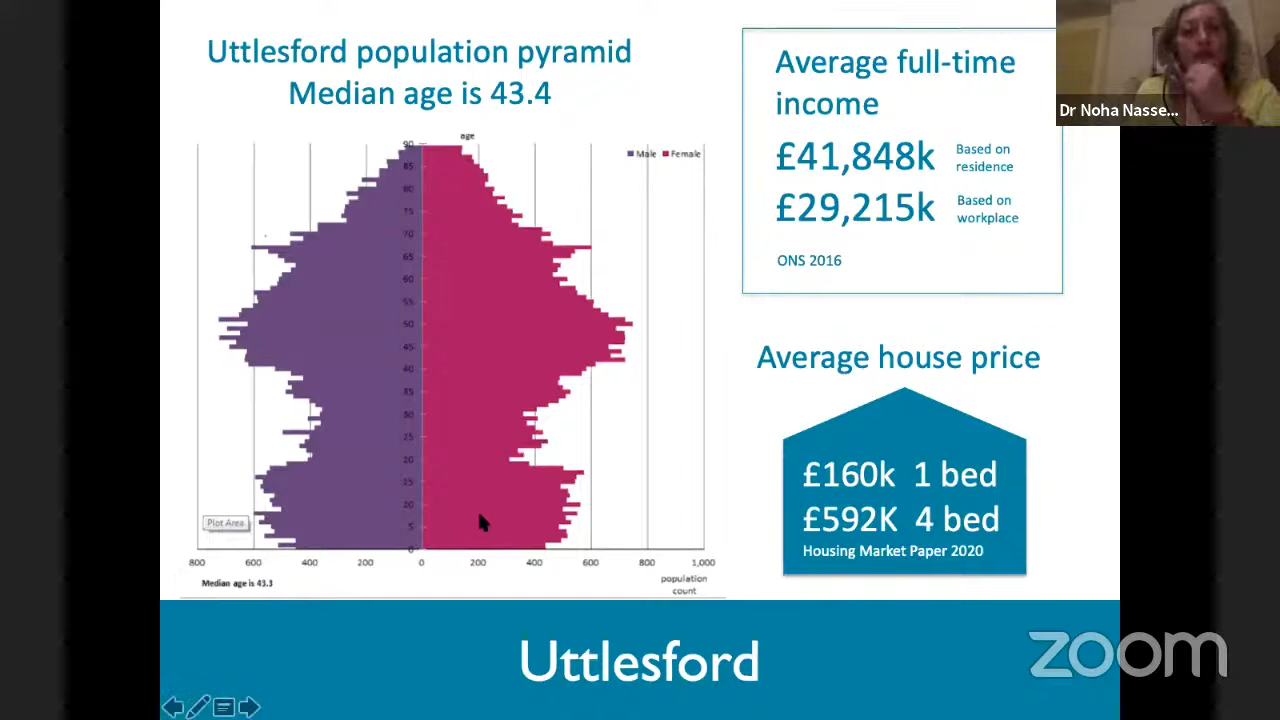 Uttlesford population pyramid
Median age is 43.4
age
90
85
80
75
70
65
60
55
50
45
40
35
30
25
20
15
10
5
0
Male Female
Plot Area
800 600 400 200 0 200 400 600 800 1,000
population
count
Median age is 43.3
Average full-time
income
£41,848k Based on
residence
£29,215k Based on
workplace
ONS 2016
Average house price
£160k 1 bed
£592K 4 bed
Housing Market Paper 2020
Dr Noha Nasse...
Uttlesford
zoom